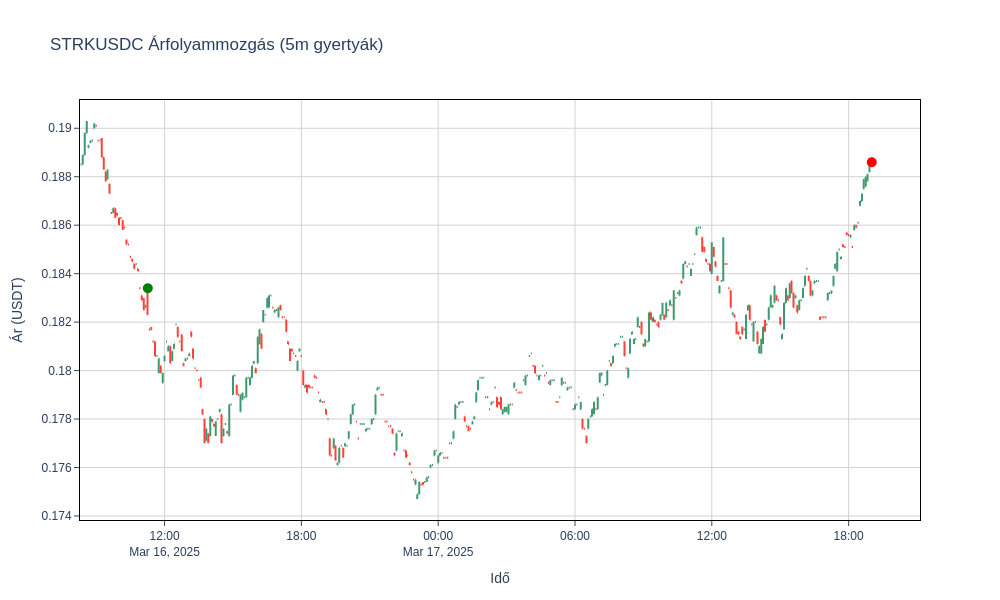 STRKUSDC Árfolyammozgás (5m gyertyák)
0.19
0.188
0.186
0.184
0.182
0.18
0.178
0.176
0.174
Ár (USDT)
12:00 18:00 00:00 06:00 12:00 18:00
Mar 16, 2025 Mar 17, 2025
Idő